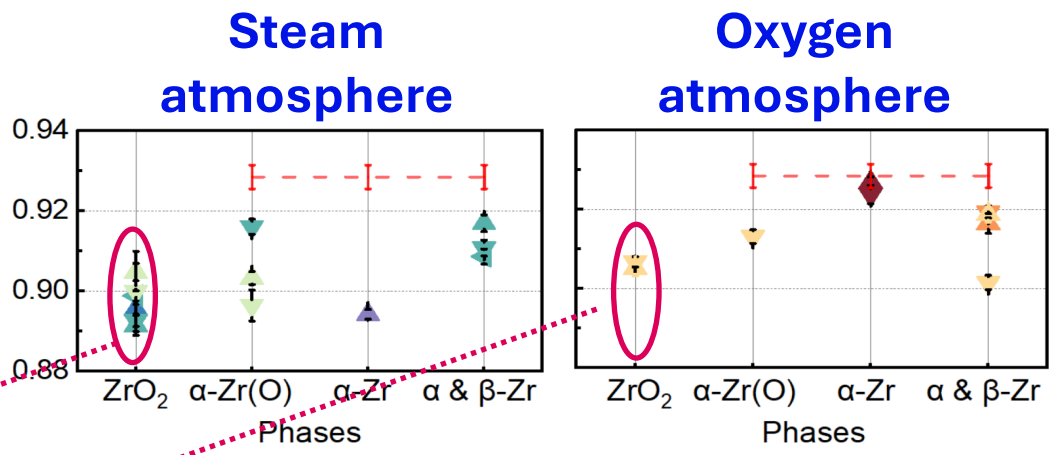 Steam
atmosphere
Oxygen
atmosphere
0.94
0.92
0.90
0.88
ZrO₂ α-Zr(O) α-Zr α & β-Zr
Phases
ZrO₂ α-Zr(O) α-Zr α & β-Zr
Phases